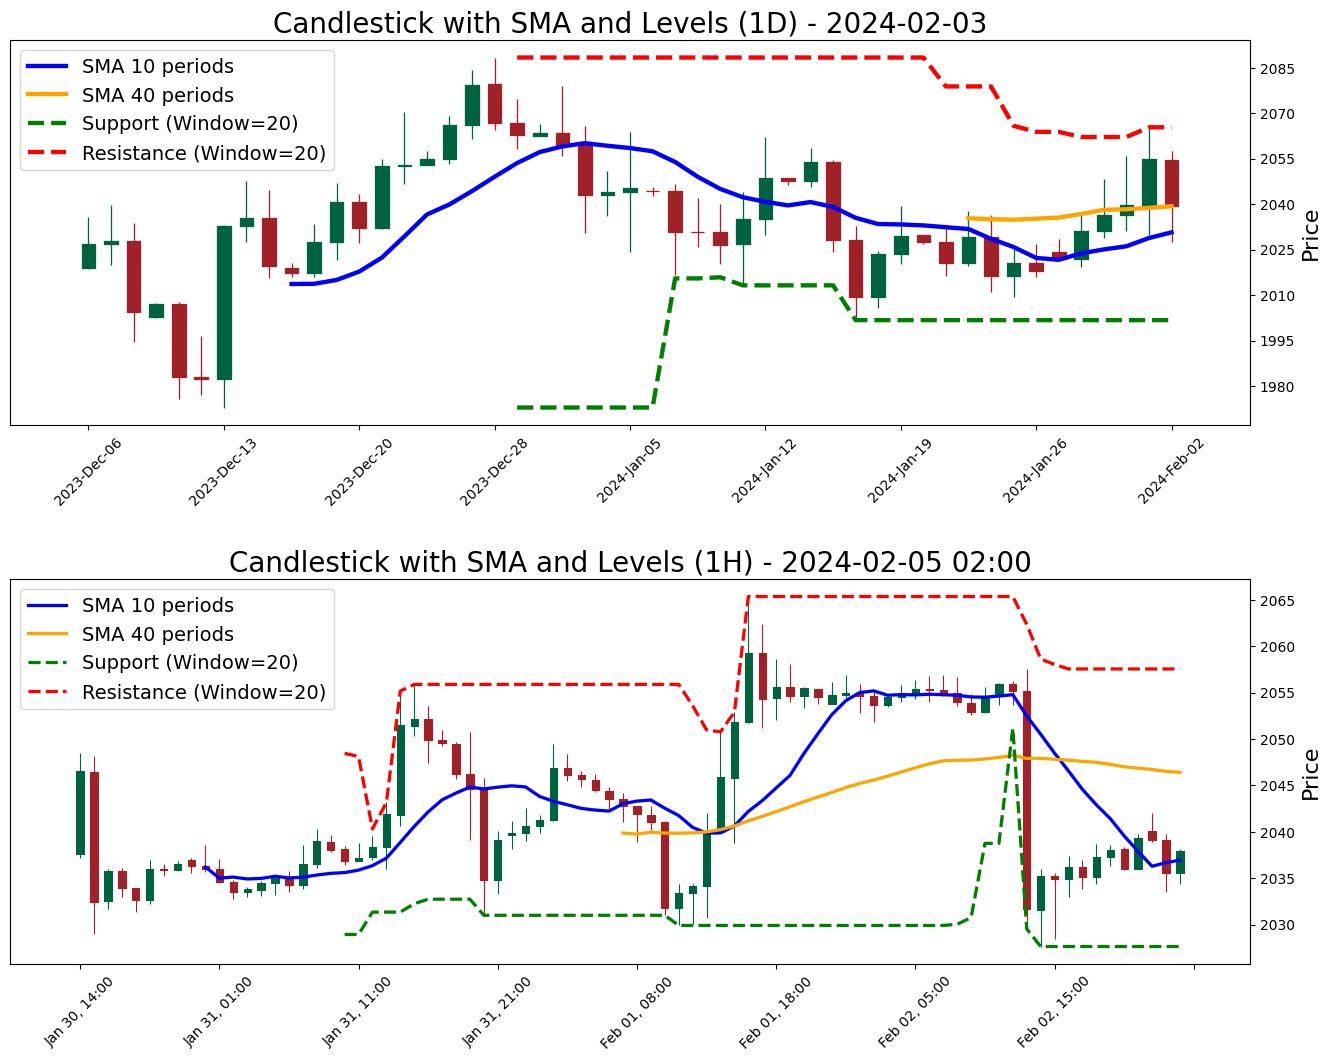 Candlestick with SMA and Levels (1D) - 2024-02-03
SMA 10 periods
SMA 40 periods
Support (Window=20)
Resistance (Window=20)
2085
2070
2055
2040
2025
2010
1995
1980
Price
2023-Dec-06
2023-Dec-13
2023-Dec-20
2023-Dec-28
2024-Jan-05
2024-Jan-12
2024-Jan-19
2024-Jan-26
2024-Feb-02
Candlestick with SMA and Levels (1H) - 2024-02-05 02:00
SMA 10 periods
SMA 40 periods
Support (Window=20)
Resistance (Window=20)
2065
2060
2055
2050
2045
2040
2035
2030
Price
Jan 30, 14:00
Jan 31, 01:00
Jan 31, 11:00
Jan 31, 21:00
Feb 01, 08:00
Feb 01, 18:00
Feb 02, 05:00
Feb 02, 15:00